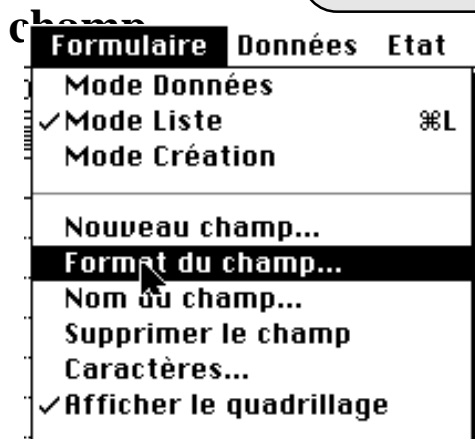 champ
Formulaire Données Etat
Mode Données
✓Mode Liste ⌘L
Mode Création
Nouveau champ...
Format du champ...
Nom du champ...
Supprimer le champ
Caractères...
✓Afficher le quadrillage